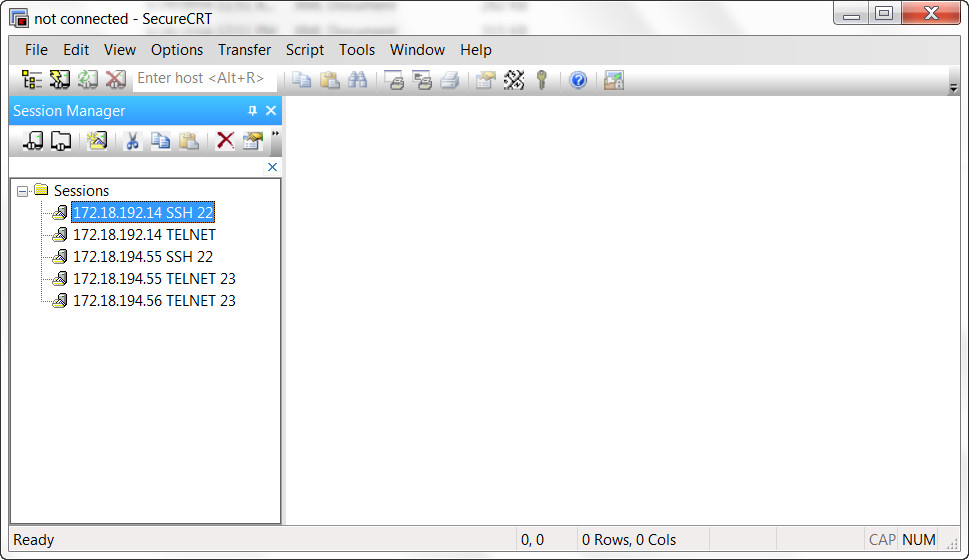 not connected - SecureCRT
File Edit View Options Transfer Script Tools Window Help
Enter host <Alt+R>
Session Manager
Sessions
172.18.192.14 SSH 22
172.18.192.14 TELNET
172.18.194.55 SSH 22
172.18.194.55 TELNET 23
172.18.194.56 TELNET 23
Ready 0, 0 0 Rows, 0 Cols CAP NUM